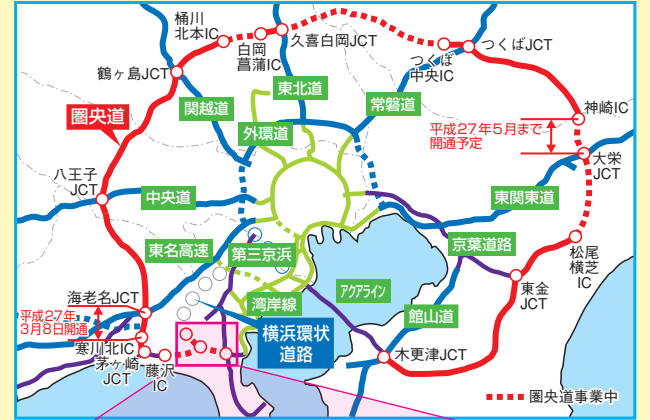 桶川
北本IC
白岡
菖蒲IC
久喜白岡JCT
つくば
中央IC
つくばJCT
鶴ヶ島JCT
関越道
東北道
常磐道
外環道
圏央道
神崎IC
平成27年5月まで
開通予定
大栄
JCT
八王子
JCT
中央道
東関東道
東名高速
第三京浜
京葉道路
松尾
横芝
IC
アクアライン
東金
JCT
海老名JCT
湾岸線
館山道
平成27年
3月8日開通
横浜環状
道路
寒川北IC
茅ヶ崎
JCT
藤沢
IC
木更津JCT
圏央道事業中